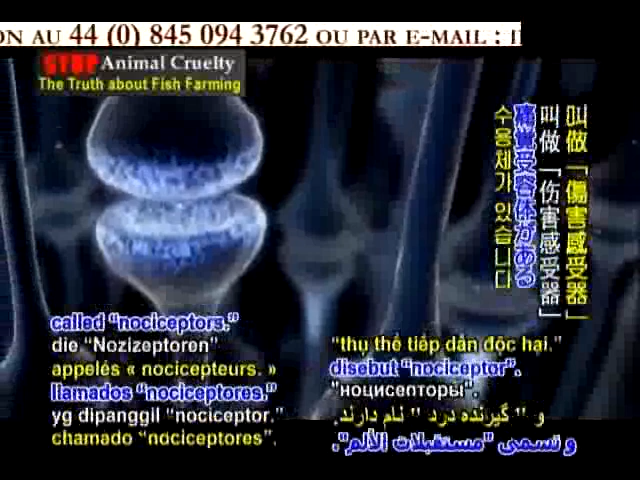 ON AU 44 (0) 845 094 3762 OU PAR E-MAIL : I
STOP Animal Cruelty
The Truth about Fish Farming
叫做「傷害感受器」
叫做「伤害感受器」
痛覚受容体がある
수용체가 있습니다
called “nociceptors.”
die “Nozizeptoren”
appelés « nocicepteurs. »
llamados “nociceptores.”
yg dipanggil “nociceptor.”
chamado “nociceptores”.
“thụ thể tiếp dẫn độc hại.”
disebut “nociceptor”.
"ноцисепторы".
و " گیرنده درد " نام دارند.
و تسمى "مستقبلات الألم".